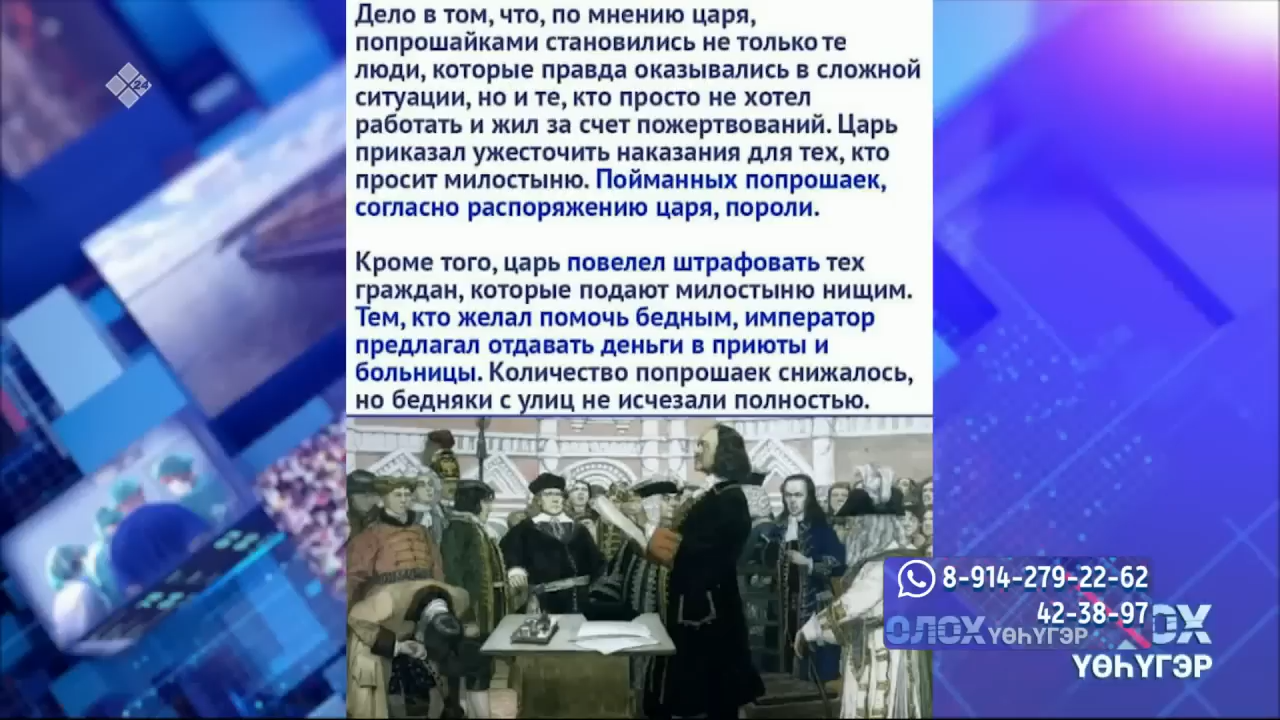 Дело в том, что, по мнению царя,
попрошайками становились не только те
люди, которые правда оказывались в сложной
ситуации, но и те, кто просто не хотел
работать и жил за счет пожертвований. Царь
приказал ужесточить наказания для тех, кто
просит милостыню. Пойманных попрошаек,
согласно распоряжению царя, пороли.
Кроме того, царь повелел штрафовать тех
граждан, которые подают милостыню нищим.
Тем, кто желал помочь бедным, император
предлагал отдавать деньги в приюты и
больницы. Количество попрошаек снижалось,
но бедняки с улиц не исчезали полностью.
24
8-914-279-22-62
42-38-97
ОЛОХ ҮӨҺҮГЭР
ОХ
ҮӨҺҮГЭР